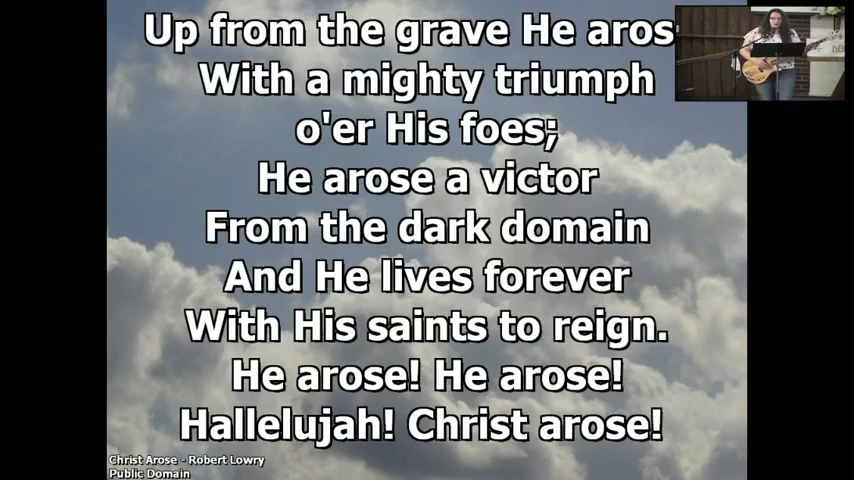 Up from the grave He aros
With a mighty triumph
o'er His foes;
He arose a victor
From the dark domain
And He lives forever
With His saints to reign.
He arose! He arose!
Hallelujah! Christ arose!
Christ Arose - Robert Lowry
Public Domain